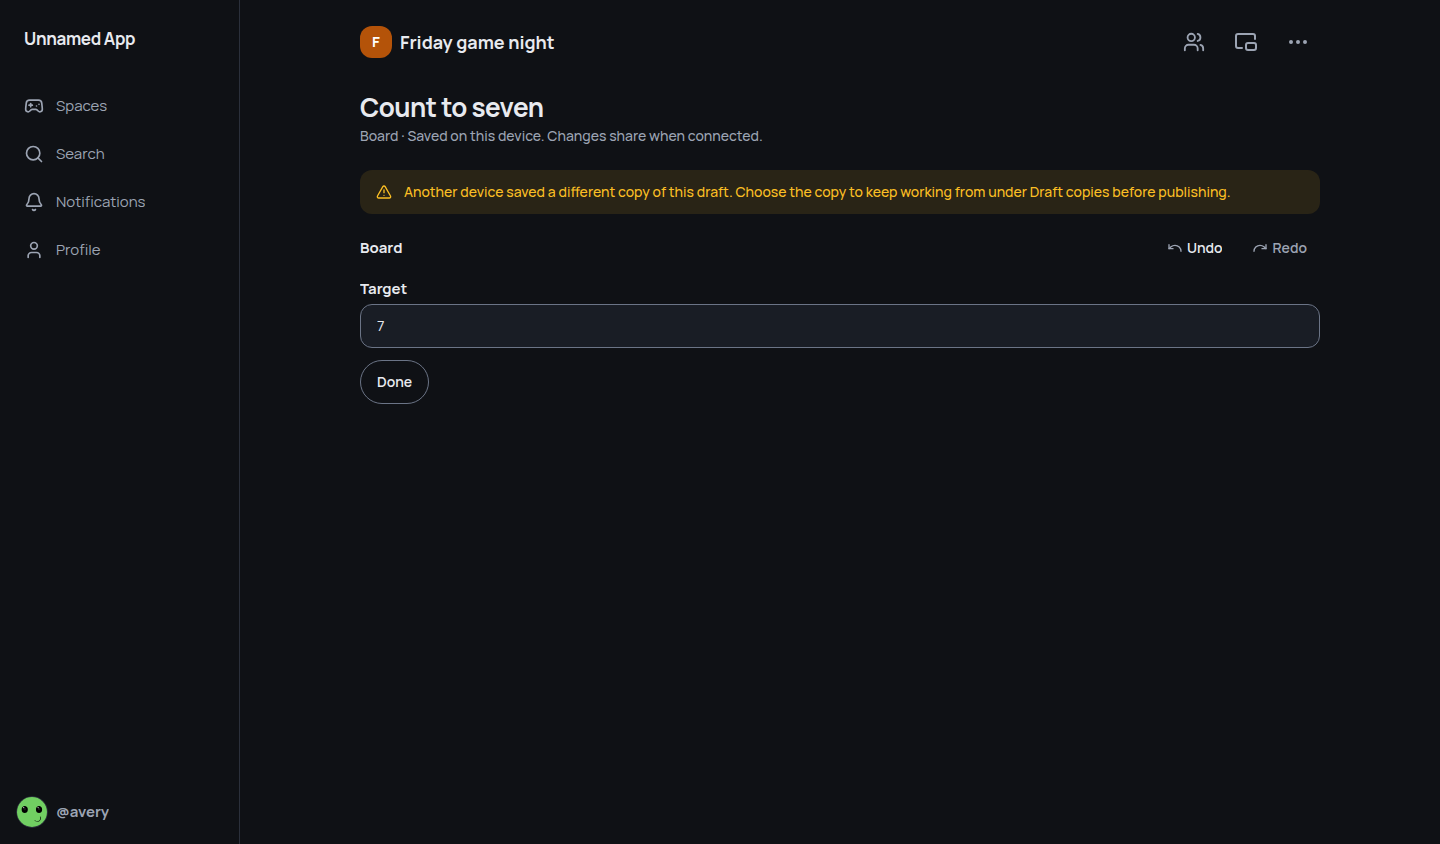 Unnamed App
Spaces
Search
Notifications
Profile
@avery
F Friday game night
Count to seven
Board · Saved on this device. Changes share when connected.
Another device saved a different copy of this draft. Choose the copy to keep working from under Draft copies before publishing.
Board
Undo
Redo
Target
7
Done